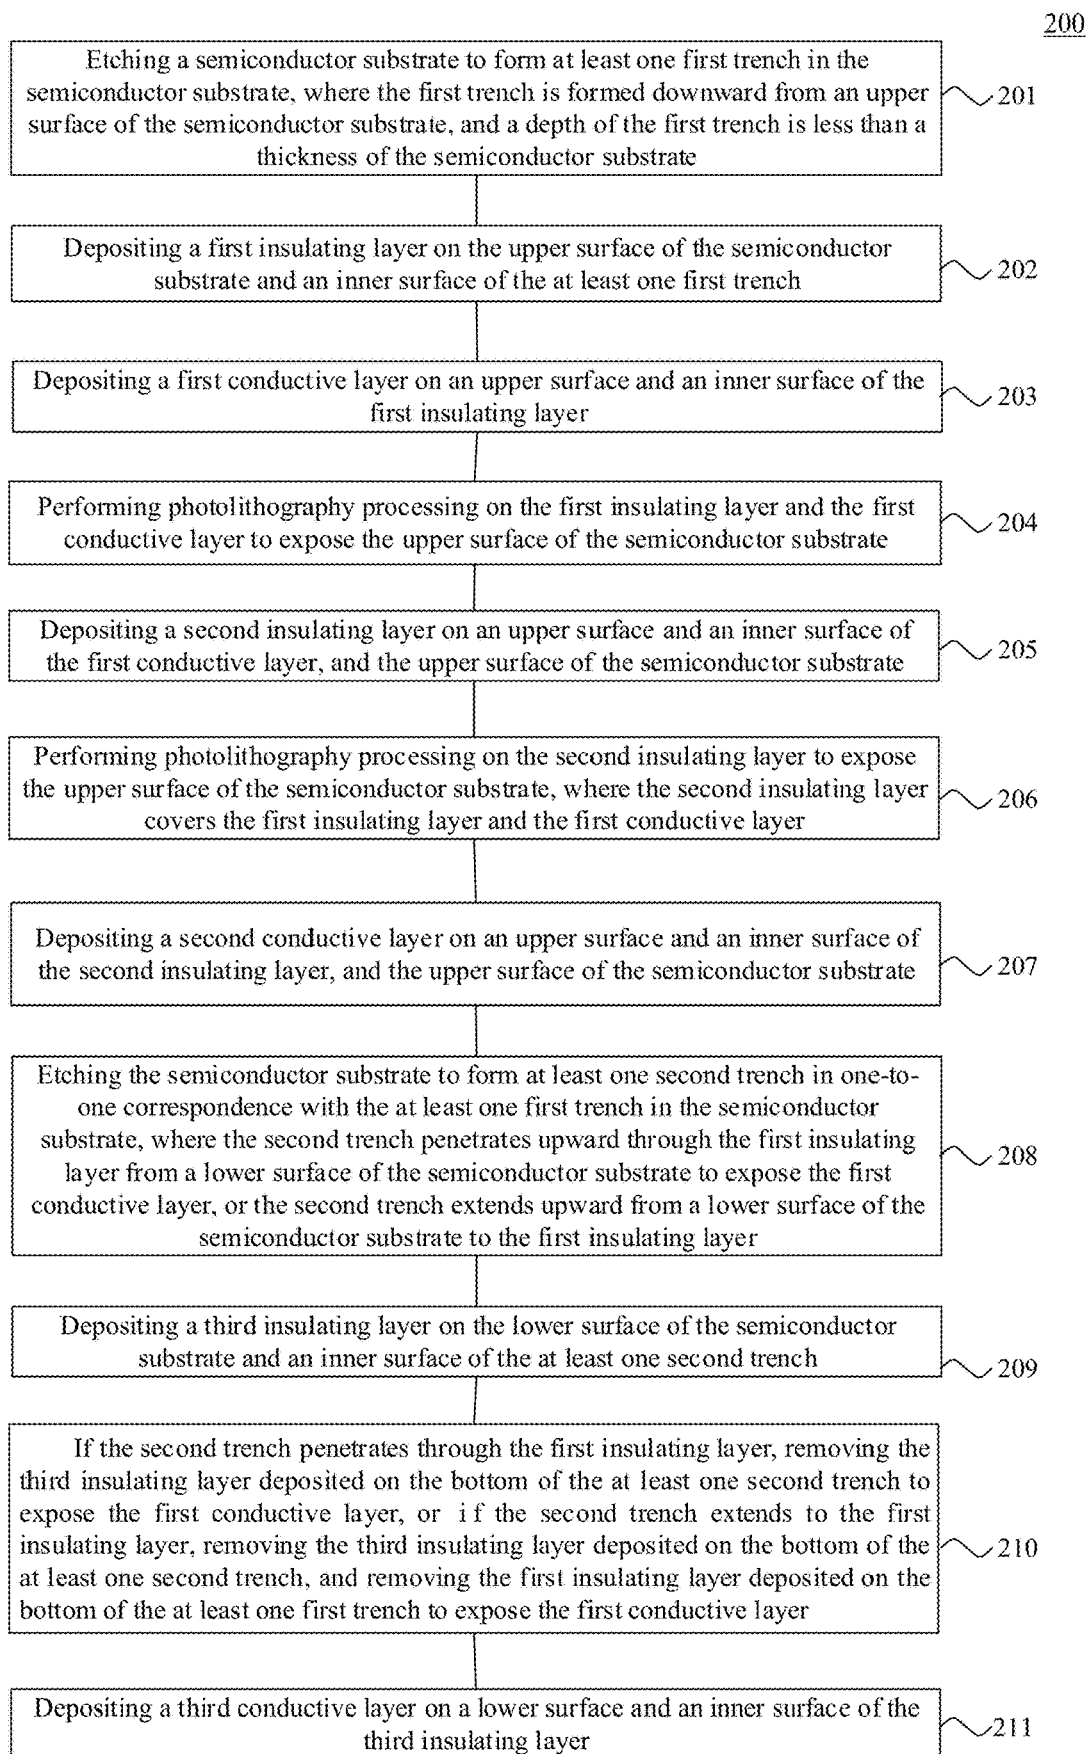 200
Etching a semiconductor substrate to form at least one first trench in the
semiconductor substrate, where the first trench is formed downward from an upper
surface of the semiconductor substrate, and a depth of the first trench is less than a
thickness of the semiconductor substrate
201
Depositing a first insulating layer on the upper surface of the semiconductor
substrate and an inner surface of the at least one first trench
202
Depositing a first conductive layer on an upper surface and an inner surface of the
first insulating layer
203
Performing photolithography processing on the first insulating layer and the first
conductive layer to expose the upper surface of the semiconductor substrate
204
Depositing a second insulating layer on an upper surface and an inner surface of
the first conductive layer, and the upper surface of the semiconductor substrate
205
Performing photolithography processing on the second insulating layer to expose
the upper surface of the semiconductor substrate, where the second insulating layer
covers the first insulating layer and the first conductive layer
206
Depositing a second conductive layer on an upper surface and an inner surface of
the second insulating layer, and the upper surface of the semiconductor substrate
207
Etching the semiconductor substrate to form at least one second trench in one-to-
one correspondence with the at least one first trench in the semiconductor
substrate, where the second trench penetrates upward through the first insulating
layer from a lower surface of the semiconductor substrate to expose the first
conductive layer, or the second trench extends upward from a lower surface of the
semiconductor substrate to the first insulating layer
208
Depositing a third insulating layer on the lower surface of the semiconductor
substrate and an inner surface of the at least one second trench
209
If the second trench penetrates through the first insulating layer, removing the
third insulating layer deposited on the bottom of the at least one second trench to
expose the first conductive layer, or if the second trench extends to the first
insulating layer, removing the third insulating layer deposited on the bottom of the
at least one second trench, and removing the first insulating layer deposited on the
bottom of the at least one first trench to expose the first conductive layer
210
Depositing a third conductive layer on a lower surface and an inner surface of the
third insulating layer
211